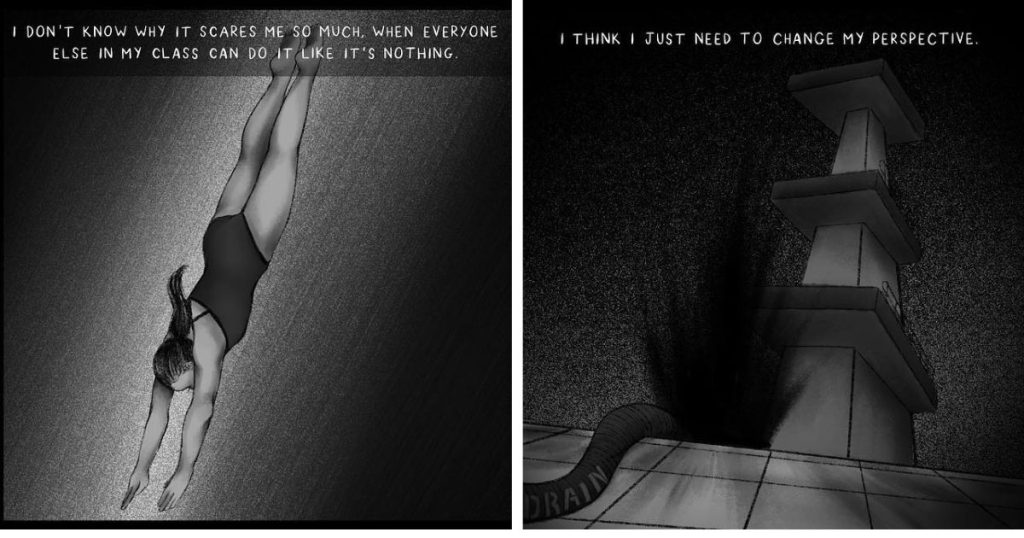 I DON'T KNOW WHY IT SCARES ME SO MUCH, WHEN EVERYONE
ELSE IN MY CLASS CAN DO IT LIKE IT'S NOTHING.
I THINK I JUST NEED TO CHANGE MY PERSPECTIVE.
DRAIN